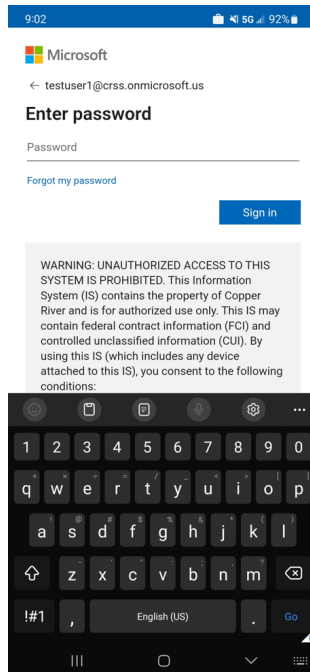 9:02 5G 92%
Microsoft
← testuser1@crss.onmicrosoft.us
Enter password
Password
Forgot my password
Sign in
WARNING: UNAUTHORIZED ACCESS TO THIS
SYSTEM IS PROHIBITED. This Information
System (IS) contains the property of Copper
River and is for authorized use only. This IS may
contain federal contract information (FCI) and
controlled unclassified information (CUI). By
using this IS (which includes any device
attached to this IS), you consent to the following
conditions:
1 2 3 4 5 6 7 8 9 0
q w e r t y u i o p
a s d f g h j k l
z x c v b n m
!#1 , English (US) . Go